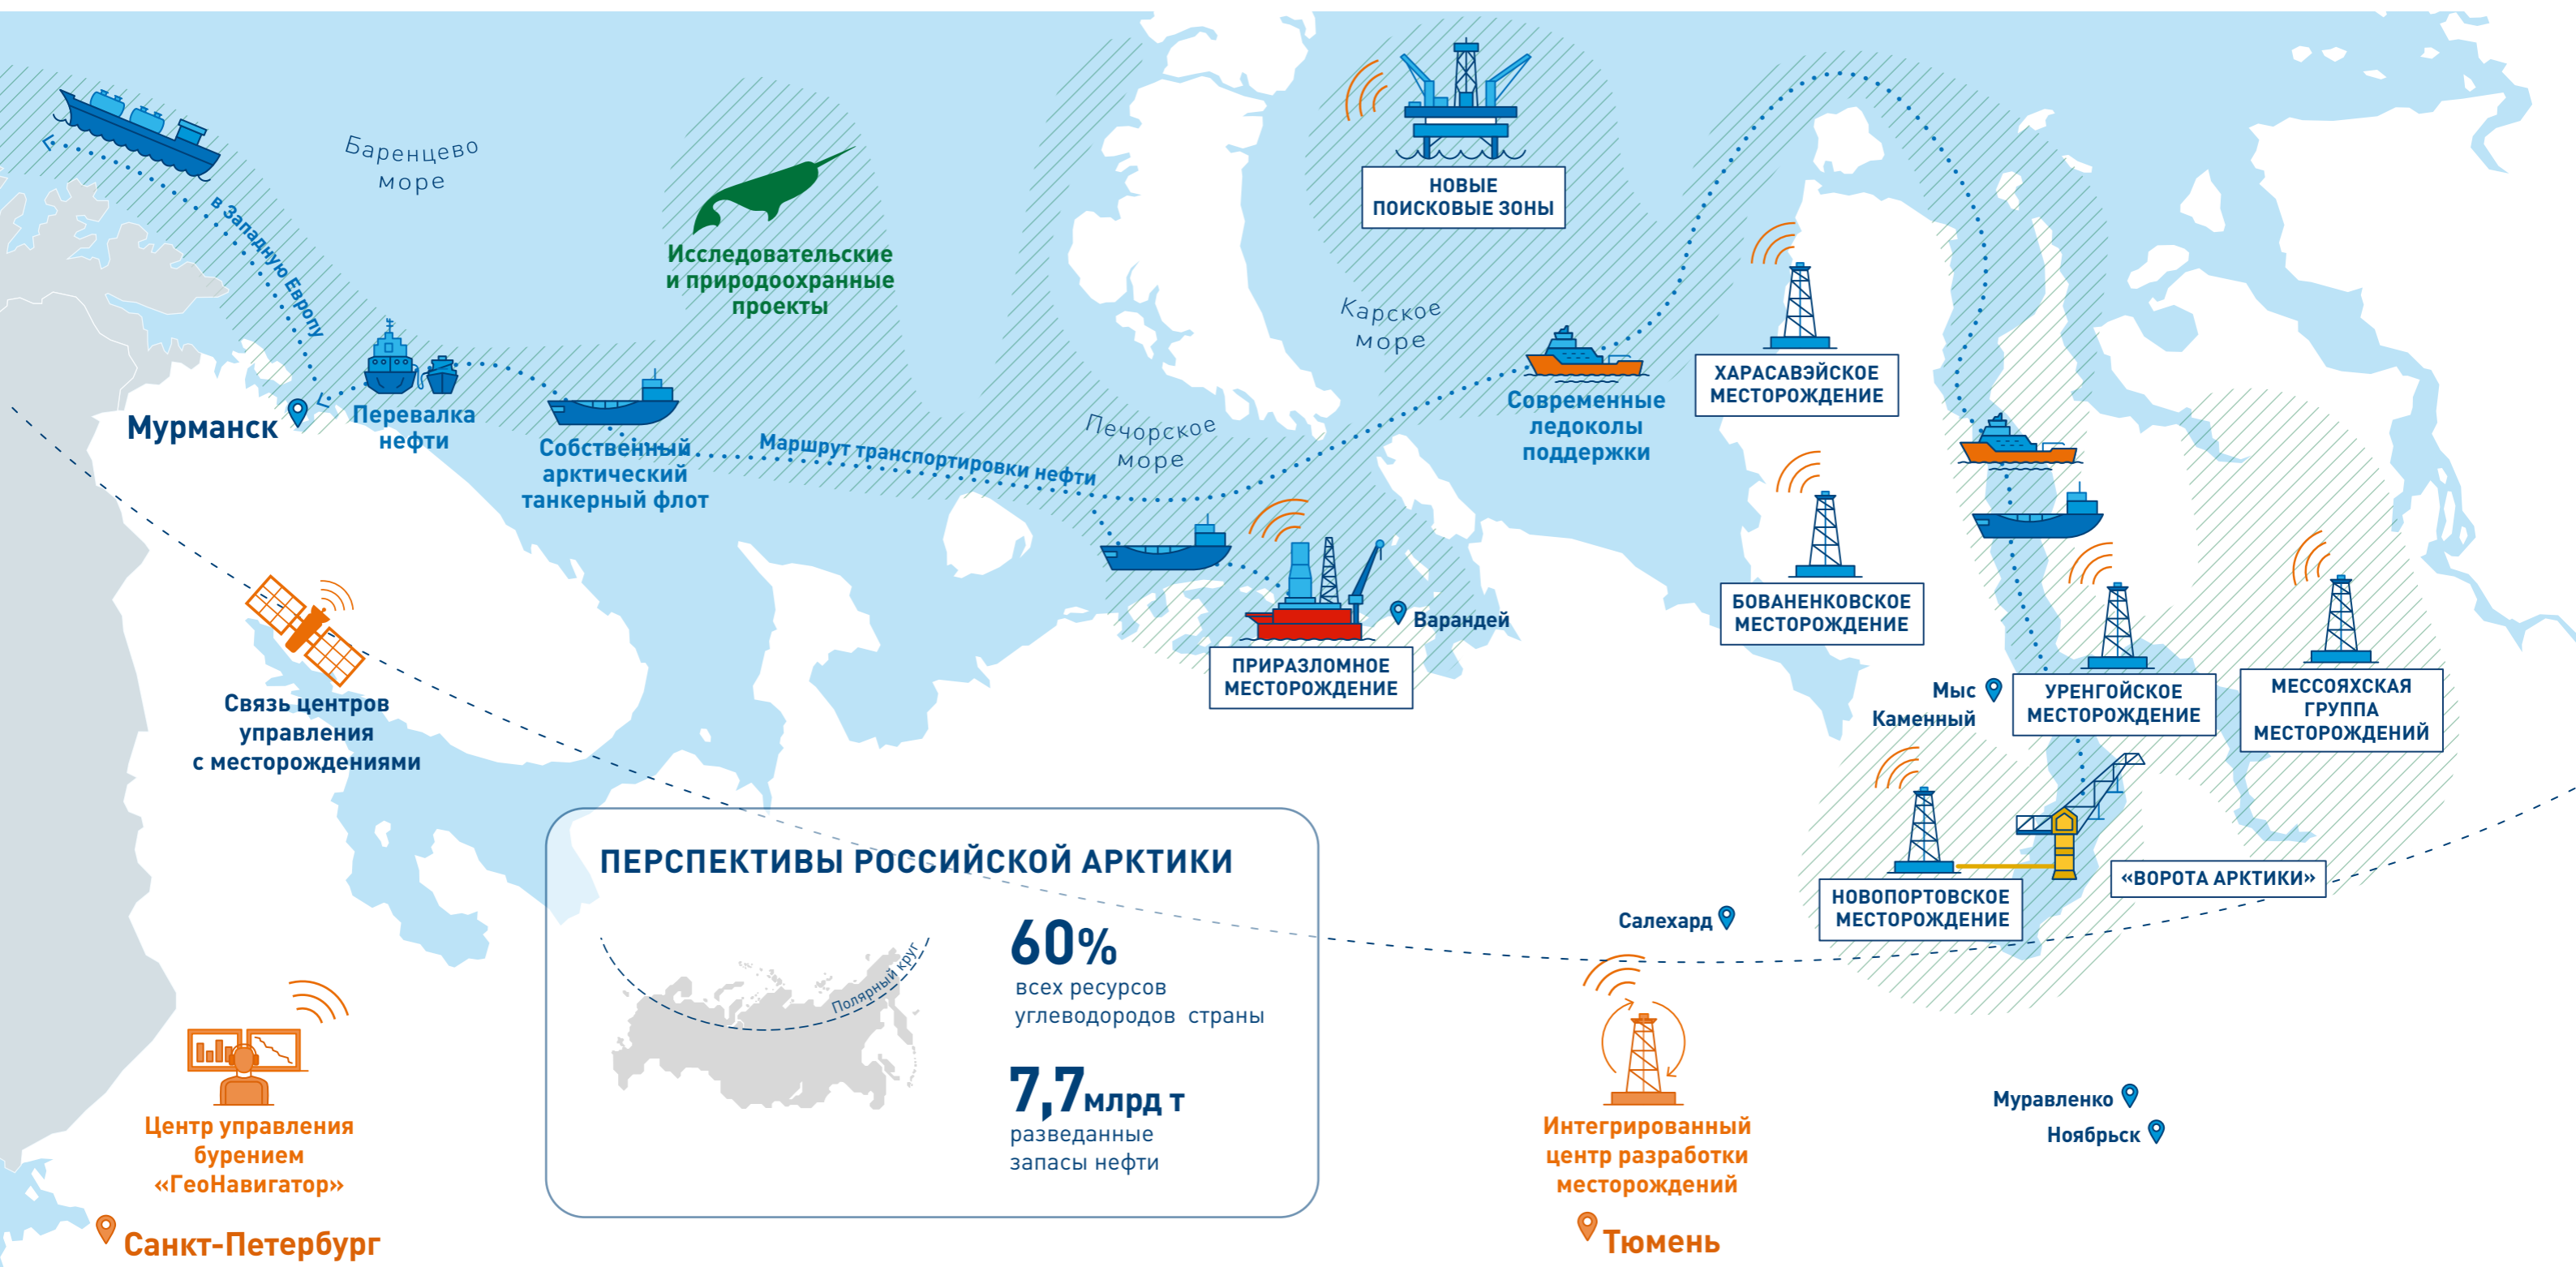 Баренцево
море
в Западную Европу
Исследовательские
и природоохранные
проекты
НОВЫЕ
ПОИСКОВЫЕ ЗОНЫ
Карское
море
ХАРАСАВЭЙСКОЕ
МЕСТОРОЖДЕНИЕ
Мурманск
Перевалка
нефти
Собственный
арктический
танкерный флот
Маршрут транспортировки нефти
Печорское
море
Современные
ледоколы
поддержки
БОВАНЕНКОВСКОЕ
МЕСТОРОЖДЕНИЕ
Варандей
ПРИРАЗЛОМНОЕ
МЕСТОРОЖДЕНИЕ
Связь центров
управления
с месторождениями
Мыс
Каменный
УРЕНГОЙСКОЕ
МЕСТОРОЖДЕНИЕ
МЕССОЯХСКАЯ
ГРУППА
МЕСТОРОЖДЕНИЙ
«ВОРОТА АРКТИКИ»
НОВОПОРТОВСКОЕ
МЕСТОРОЖДЕНИЕ
Салехард
ПЕРСПЕКТИВЫ РОССИЙСКОЙ АРКТИКИ
Полярный круг
60%
всех ресурсов
углеводородов страны
7,7 млрд т
разведанные
запасы нефти
Центр управления
бурением
«ГеоНавигатор»
Санкт-Петербург
Интегрированный
центр разработки
месторождений
Тюмень
Муравленко
Ноябрьск